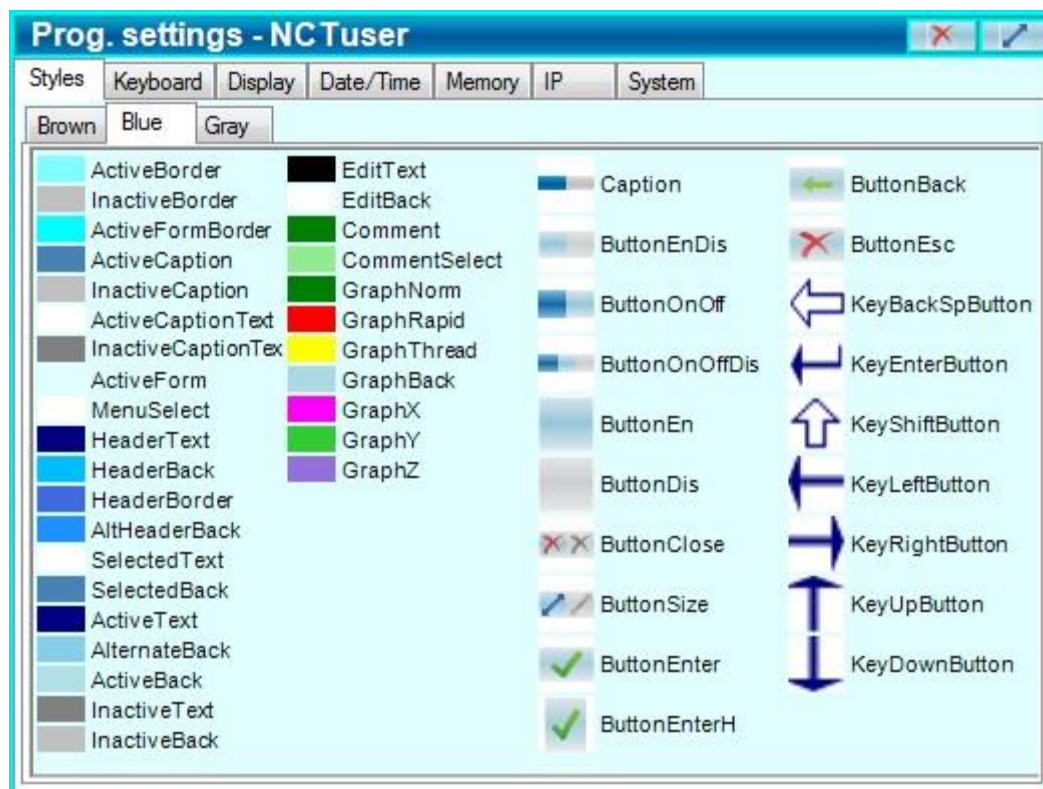 Prog. settings - NCTuser
Styles Keyboard Display Date/Time Memory IP System
Brown Blue Gray
ActiveBorder
InactiveBorder
ActiveFormBorder
ActiveCaption
InactiveCaption
ActiveCaptionText
InactiveCaptionTex
ActiveForm
MenuSelect
HeaderText
HeaderBack
HeaderBorder
AltHeaderBack
SelectedText
SelectedBack
ActiveText
AlternateBack
ActiveBack
InactiveText
InactiveBack
EditText
EditBack
Comment
CommentSelect
GraphNorm
GraphRapid
GraphThread
GraphBack
GraphX
GraphY
GraphZ
Caption
ButtonEnDis
ButtonOnOff
ButtonOnOffDis
ButtonEn
ButtonDis
ButtonClose
ButtonSize
ButtonEnter
ButtonEnterH
ButtonBack
ButtonEsc
KeyBackSpButton
KeyEnterButton
KeyShiftButton
KeyLeftButton
KeyRightButton
KeyUpButton
KeyDownButton